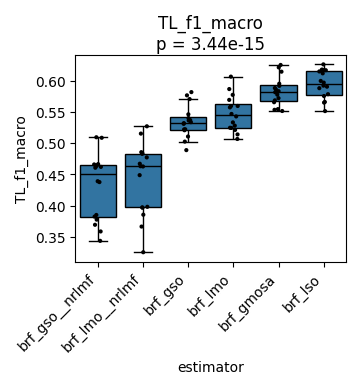 TL_f1_macro
p = 3.44e-15
TL_f1_macro
0.60
0.55
0.50
0.45
0.40
0.35
brf_gso__nrlmf
brf_lmo__nrlmf
brf_gso
brf_lmo
brf_gmosa
brf_lso
estimator